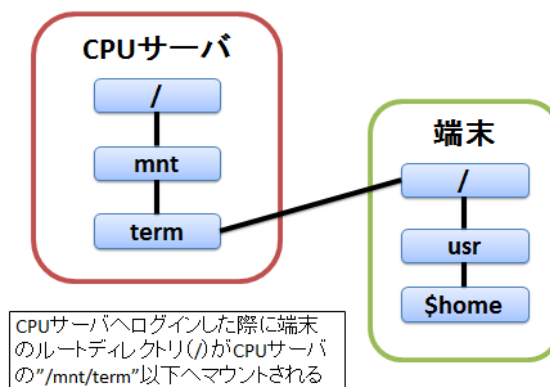 CPUサーバ
/
mnt
term
端末
/
usr
$home
CPUサーバへログインした際に端末
のルートディレクトリ(/)がCPUサーバ
の"/mnt/term"以下へマウントされる